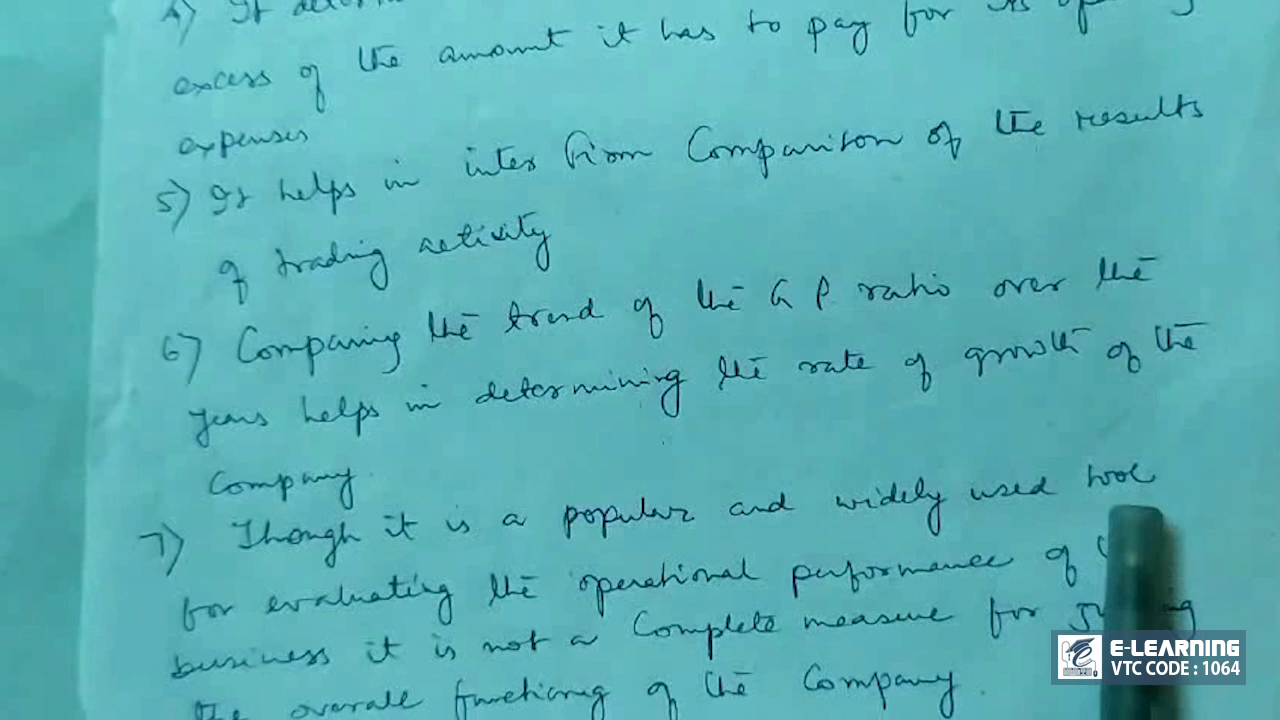 4) It
excess of the amount it has to pay for its
expenses
5) It helps in inter firm Comparison of the results
of trading activity
6) Comparing the trend of the G P ratio over the
years helps in determining the rate of growth of the
Company.
7) Though it is a popular and widely used tool
for evaluating the operational performance of
business it is not a Complete measure for
the overall functioning of the Company.
E-LEARNING
VTC CODE : 1064